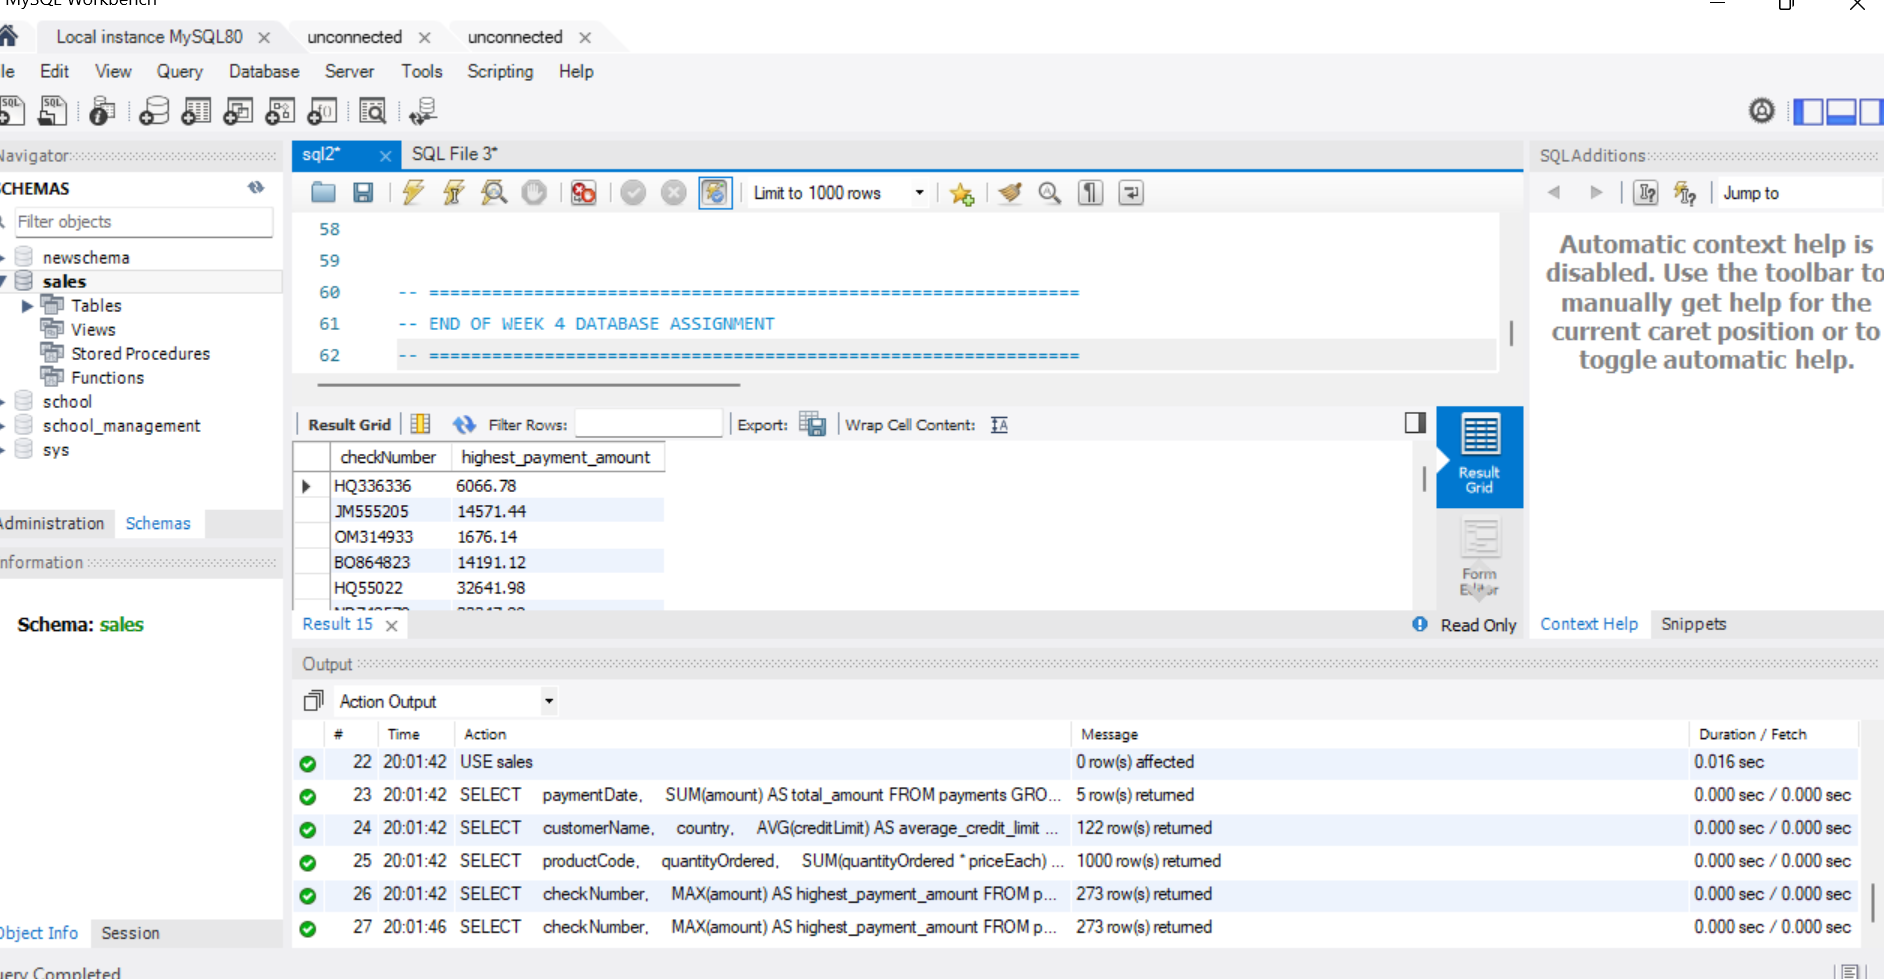 MySQL Workbench
Local instance MySQL80
unconnected
unconnected
le Edit View Query Database Server Tools Scripting Help
Navigator
SCHEMAS
Filter objects
newschema
sales
Tables
Views
Stored Procedures
Functions
school
school_management
sys
Administration Schemas
Information
Schema: sales
Object Info Session
Query Completed
sql2* SQL File 3*
Limit to 1000 rows
58
59
60 -- ==============================================================
61 -- END OF WEEK 4 DATABASE ASSIGNMENT
62 -- ==============================================================
Result Grid Filter Rows: Export: Wrap Cell Content:
checkNumber highest_payment_amount
HQ336336 6066.78
JM555205 14571.44
OM314933 1676.14
BO864823 14191.12
HQ55022 32641.98
Result
Grid
Form
Editor
Result 15
Read Only
SQLAdditions
Jump to
Automatic context help is
disabled. Use the toolbar to
manually get help for the
current caret position or to
toggle automatic help.
Context Help Snippets
Output
Action Output
# Time Action Message Duration / Fetch
22 20:01:42 USE sales 0 row(s) affected 0.016 sec
23 20:01:42 SELECT paymentDate, SUM(amount) AS total_amount FROM payments GRO... 5 row(s) returned 0.000 sec / 0.000 sec
24 20:01:42 SELECT customerName, country, AVG(creditLimit) AS average_credit_limit ... 122 row(s) returned 0.000 sec / 0.000 sec
25 20:01:42 SELECT productCode, quantityOrdered, SUM(quantityOrdered * priceEach) ... 1000 row(s) returned 0.000 sec / 0.000 sec
26 20:01:42 SELECT checkNumber, MAX(amount) AS highest_payment_amount FROM p... 273 row(s) returned 0.000 sec / 0.000 sec
27 20:01:46 SELECT checkNumber, MAX(amount) AS highest_payment_amount FROM p... 273 row(s) returned 0.000 sec / 0.000 sec